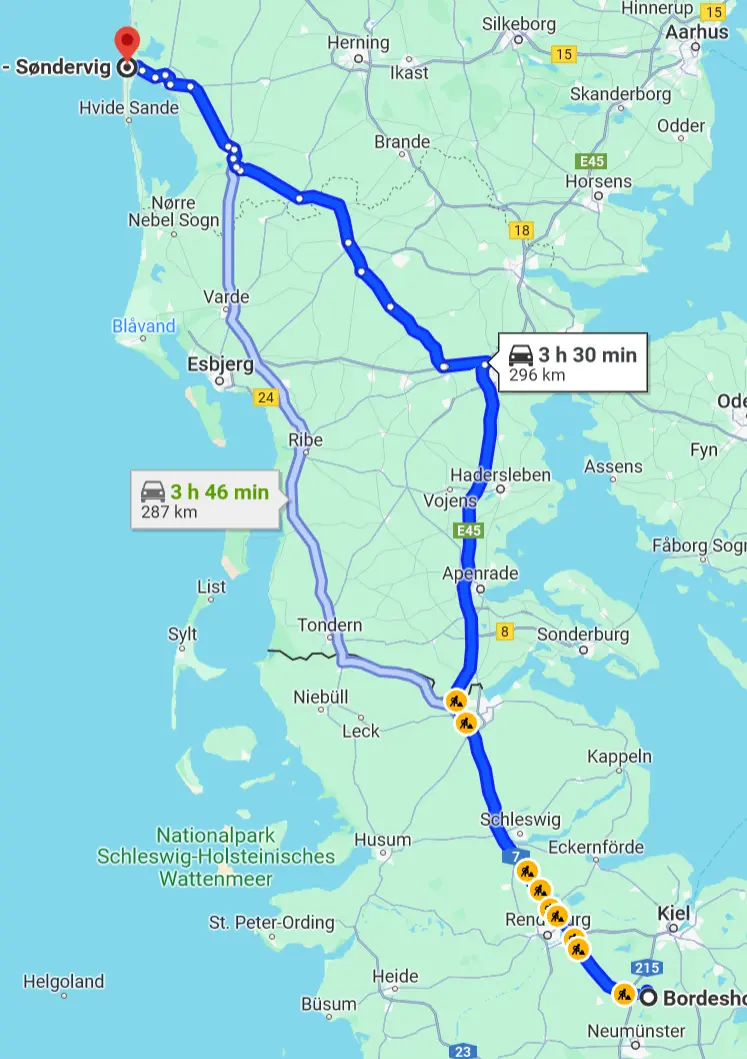 Hinnerup
15
Silkeborg
Aarhus
Herning
15
- Søndervig
Ikast
Skanderborg
Hvide Sande
Odder
Brande
E45
Horsens
Nørre
Nebel Sogn
18
Varde
Blåvand
3 h 30 min
296 km
Esbjerg
24
Ode
Ribe
Fyn
Assens
Hadersleben
3 h 46 min
287 km
Vojens
E45
Fåborg Sogn
Apenrade
List
Tondern
8
Sonderburg
Sylt
Niebüll
Leck
Kappeln
Schleswig
Nationalpark
Schleswig-Holsteinisches
Wattenmeer
Husum
Eckernförde
7
St. Peter-Ording
Kiel
215
Helgoland
Heide
Bordesho
Büsum
Neumünster
23